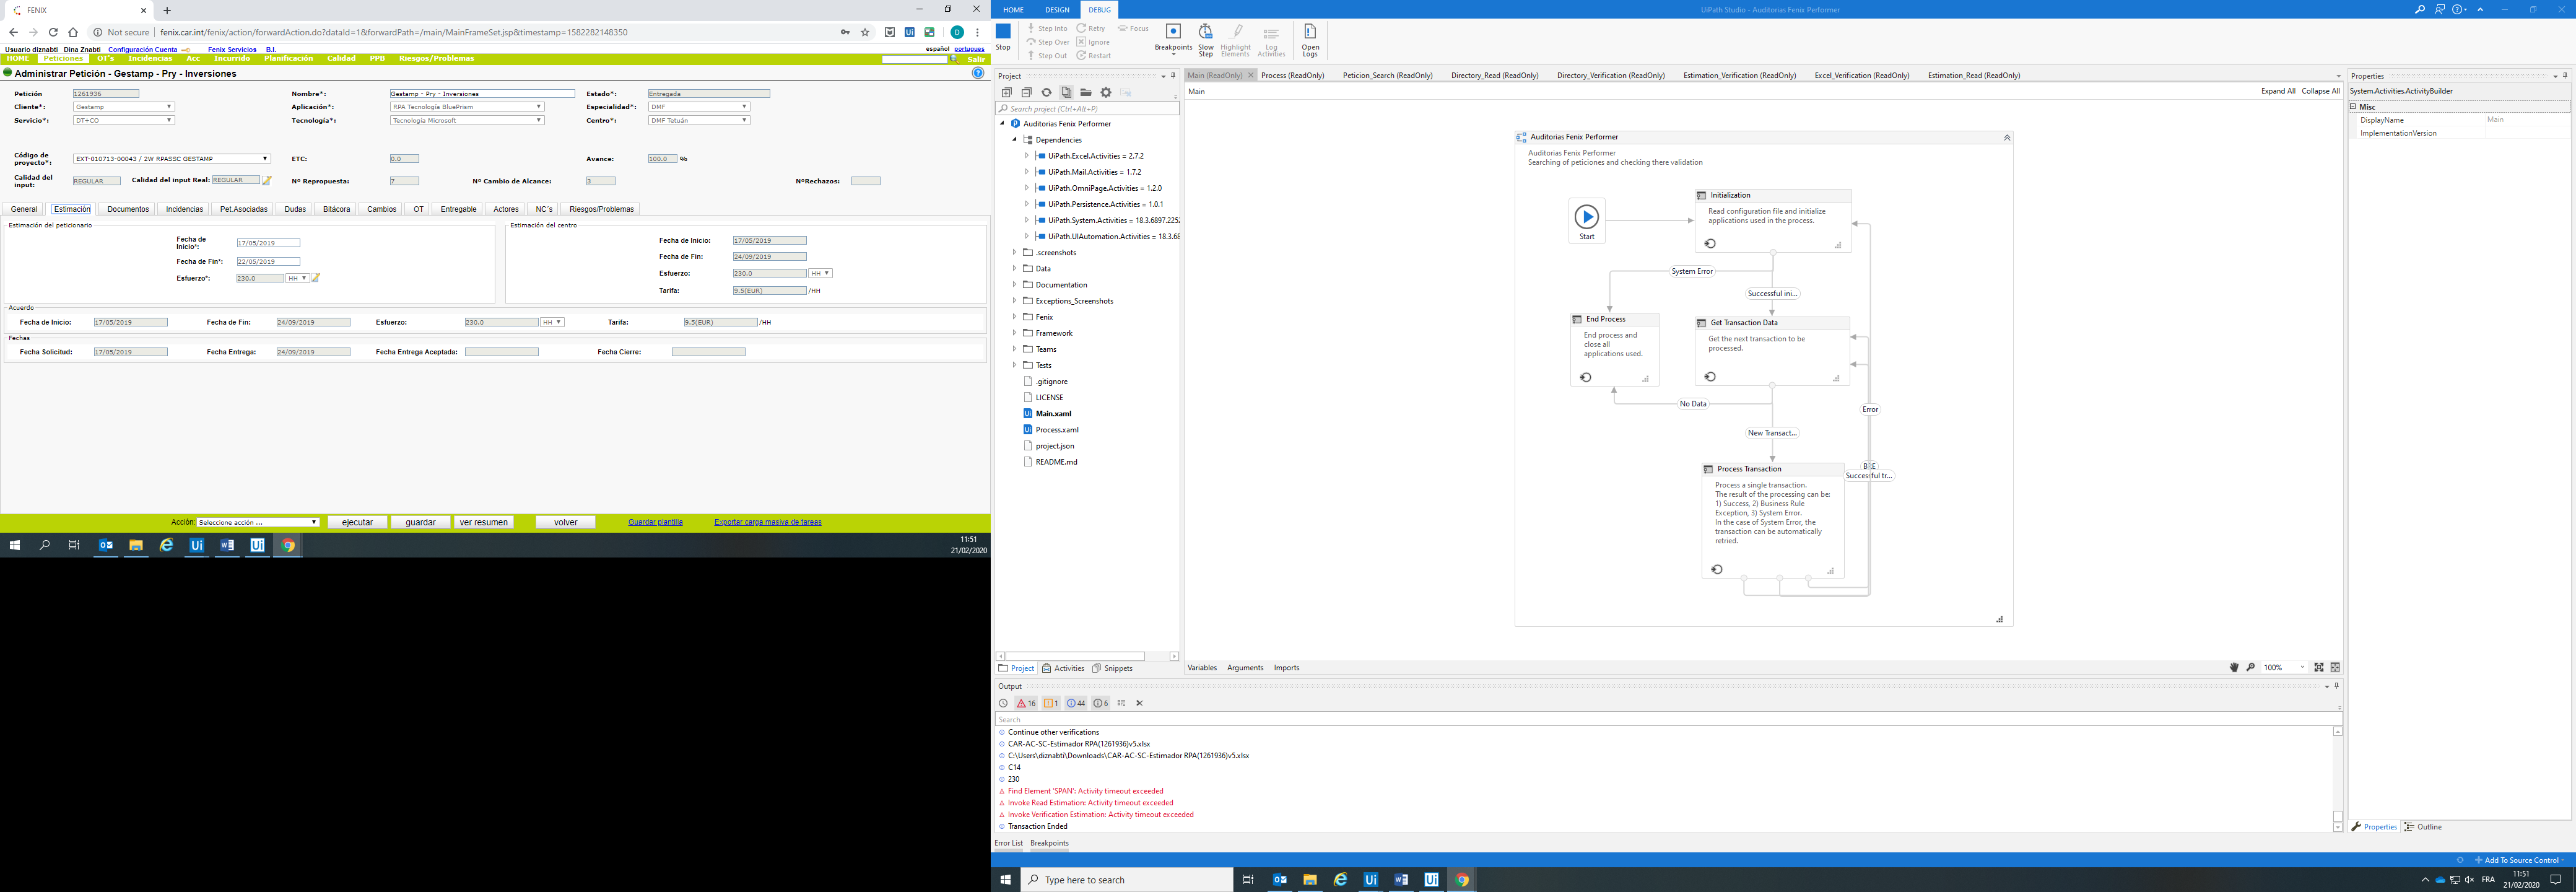 FENIX
Not secure | fenix.car.int/fenix/action/forwardAction.do?dataId=1&forwardPath=/main/MainFrameSet.jsp&timestamp=1582282148350
Usuario diznabti Dina Znabti Configuración Cuenta Fenix Servicios B.I. español portugues
HOME Peticiones OT's Incidencias Acc Incurrido Planificación Calidad PPB Riesgos/Problemas Salir
Administrar Petición - Gestamp - Pry - Inversiones
Petición 1261936 Nombre*: Gestamp - Pry - Inversiones Estado*: Entregada
Cliente*: Gestamp Aplicación*: RPA Tecnología BluePrism Especialidad*: DMF
Servicio*: DT+CO Tecnología*: Tecnología Microsoft Centro*: DMF Tetuán
Código de proyecto*: EXT-010713-00043 / 2W RPASSC GESTAMP ETC: 0.0 Avance: 100.0 %
Calidad del input: REGULAR Calidad del input Real: REGULAR Nº Repropuesta: 7 Nº Cambio de Alcance: 3 NºRechazos:
General Estimación Documentos Incidencias Pet.Asociadas Dudas Bitácora Cambios OT Entregable Actores NC's Riesgos/Problemas
Estimación del peticionario
Fecha de Inicio*: 17/05/2019
Fecha de Fin*: 22/05/2019
Esfuerzo*: 230.0 HH
Estimación del centro
Fecha de Inicio: 17/05/2019
Fecha de Fin: 24/09/2019
Esfuerzo: 230.0 HH
Tarifa: 9.5(EUR) /HH
Acuerdo
Fecha de Inicio: 17/05/2019 Fecha de Fin: 24/09/2019 Esfuerzo: 230.0 HH Tarifa: 9.5(EUR) /HH
Fechas
Fecha Solicitud: 17/05/2019 Fecha Entrega: 24/09/2019 Fecha Entrega Aceptada: Fecha Cierre:
Acción: Seleccione acción ... ejecutar guardar ver resumen volver Guardar plantilla Exportar carga masiva de tareas
11:51
21/02/2020
HOME DESIGN DEBUG
UiPath Studio - Auditorias Fenix Performer
Stop
Step Into Retry Focus
Step Over Ignore
Step Out Restart
Breakpoints
Slow Step
Highlight Elements
Log Activities
Open Logs
Project
Search project (Ctrl+Alt+P)
Auditorias Fenix Performer
Dependencies
UiPath.Excel.Activities = 2.7.2
UiPath.Mail.Activities = 1.7.2
UiPath.OmniPage.Activities = 1.2.0
UiPath.Persistence.Activities = 1.0.1
UiPath.System.Activities = 18.3.6897.2252
UiPath.UIAutomation.Activities = 18.3.68
.screenshots
Data
Documentation
Exceptions_Screenshots
Fenix
Framework
Teams
Tests
.gitignore
LICENSE
Main.xaml
Process.xaml
project.json
README.md
Project Activities Snippets
Main (ReadOnly) Process (ReadOnly) Peticion_Search (ReadOnly) Directory_Read (ReadOnly) Directory_Verification (ReadOnly) Estimation_Verification (ReadOnly) Excel_Verification (ReadOnly) Estimation_Read (ReadOnly)
Main Expand All Collapse All
Auditorias Fenix Performer
Auditorias Fenix Performer
Searching of peticiones and checking there validation
Start
Initialization
Read configuration file and initialize
applications used in the process.
System Error
Successful ini...
End Process
End process and
close all
applications used.
Get Transaction Data
Get the next transaction to be
processed.
No Data
Error
New Transact...
Process Transaction
BRE
Successful tr...
Process a single transaction.
The result of the processing can be:
1) Success, 2) Business Rule
Exception, 3) System Error.
In the case of System Error, the
transaction can be automatically
retried.
Variables Arguments Imports 100%
Properties
System.Activities.ActivityBuilder
Misc
DisplayName Main
ImplementationVersion
Properties Outline
Output
16 1 44 6
Search
Continue other verifications
CAR-AC-SC-Estimador RPA(1261936)v5.xlsx
C:\Users\diznabti\Downloads\CAR-AC-SC-Estimador RPA(1261936)v5.xlsx
C14
230
Find Element 'SPAN': Activity timeout exceeded
Invoke Read Estimation: Activity timeout exceeded
Invoke Verification Estimation: Activity timeout exceeded
Transaction Ended
Error List Breakpoints
Add To Source Control
Type here to search
FRA
11:51
21/02/2020